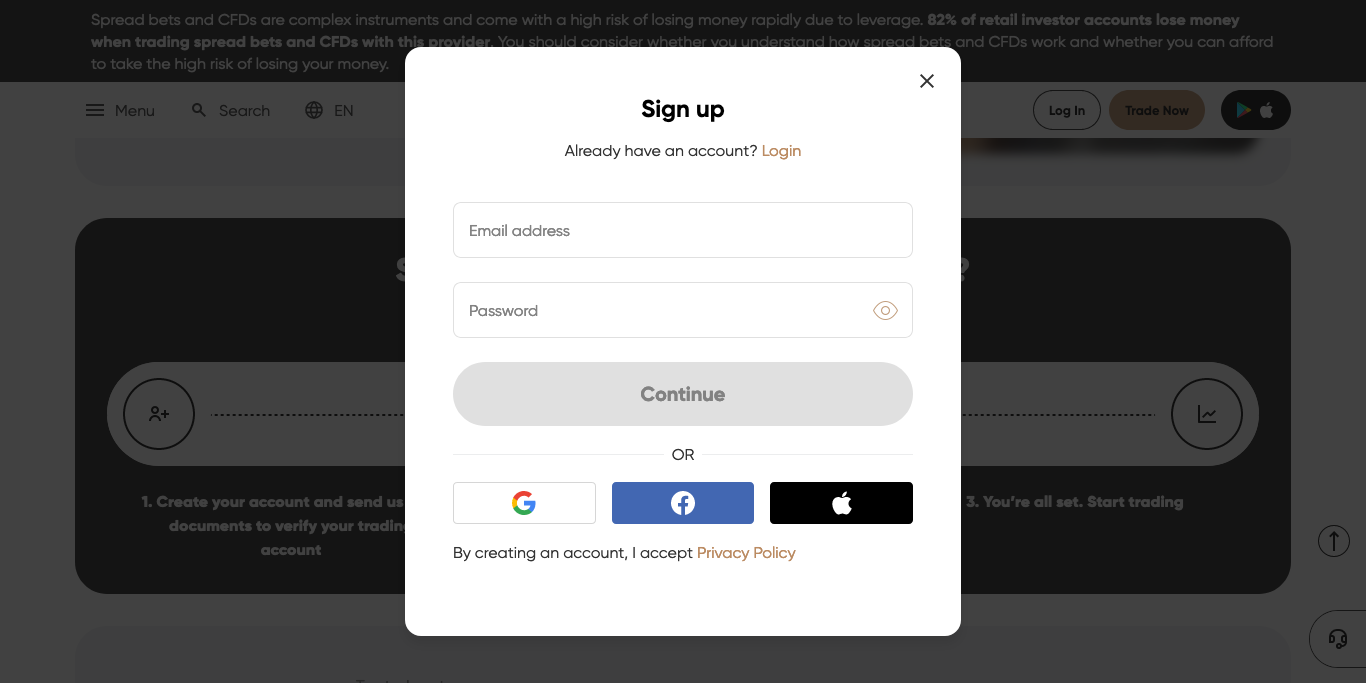 Spread bets and CFDs are complex instruments and come with a high risk of losing money rapidly due to leverage. 82% of retail investor accounts lose money
when trading spread bets and CFDs with this provider. You should consider whether you understand how spread bets and CFDs work and whether you can afford
to take the high risk of losing your money.
Menu
Search
EN
Log In
Trade Now
Sign up
Already have an account? Login
Email address
Password
Continue
OR
By creating an account, I accept Privacy Policy
?
1. Create your account and send us
documents to verify your trading
account
3. You're all set. Start trading